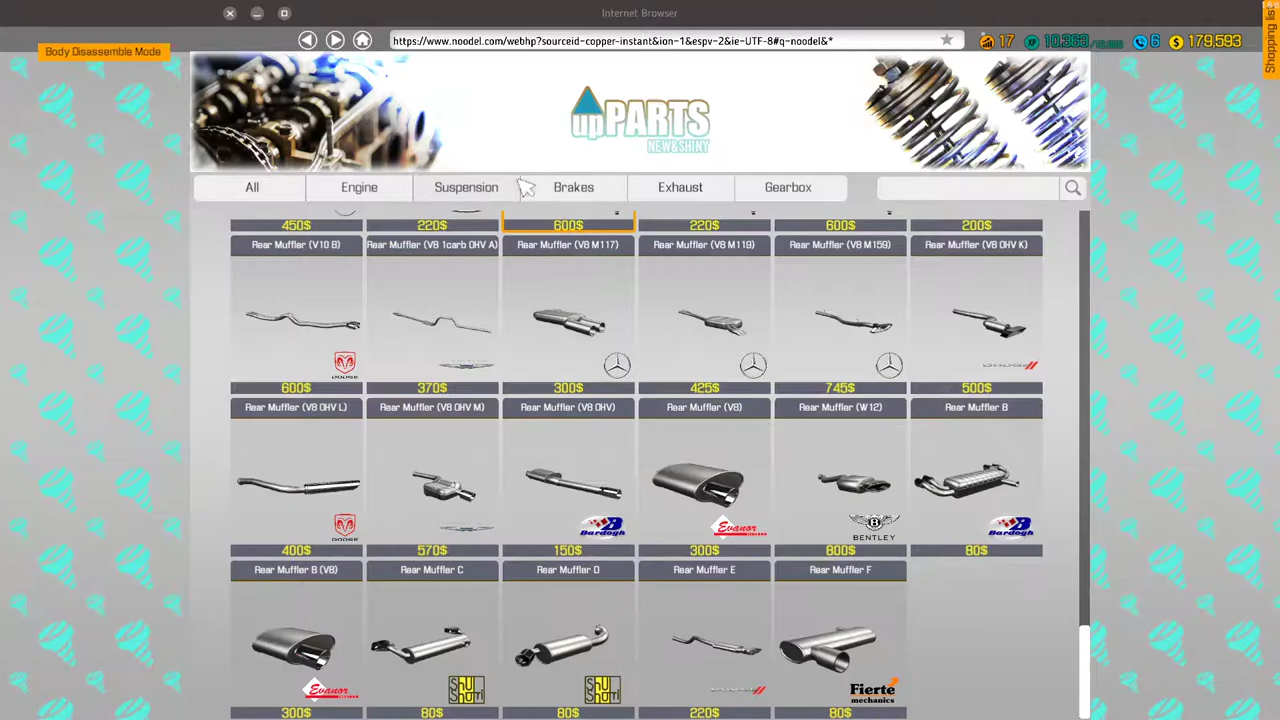 Internet Browser
Body Disassemble Mode
https://www.noodel.com/webhp?sourceid-copper-instant&ion-1&espv-2&ie-UTF-8#q-noodel&*
17
6
179,593
Shopping list
upPARTS
NEW&SHINY
All Engine Suspension Brakes Exhaust Gearbox
450$ 220$ 600$ 220$ 600$ 200$
Rear Muffler (V10 B) Rear Muffler (V8 1carb OHV A) Rear Muffler (V8 M117) Rear Muffler (V8 M119) Rear Muffler (V8 M159) Rear Muffler (V8 OHV K)
DODGE
600$ 370$ 300$ 425$ 745$ 500$
Rear Muffler (V8 OHV L) Rear Muffler (V8 OHV M) Rear Muffler (V8 OHV) Rear Muffler (V8) Rear Muffler (W12) Rear Muffler B
DODGE Bardogh Evanor BENTLEY Bardogh
400$ 570$ 150$ 300$ 800$ 80$
Rear Muffler B (V8) Rear Muffler C Rear Muffler D Rear Muffler E Rear Muffler F
Evanor Fierte
mechanics
300$ 80$ 80$ 220$ 80$